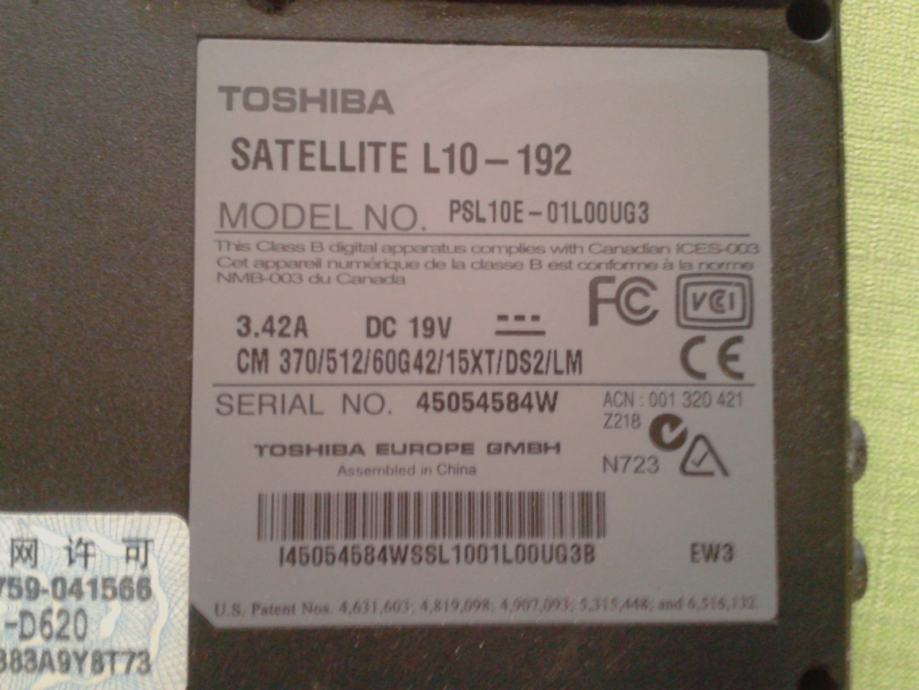 TOSHIBA
SATELLITE L10-192
MODEL NO. PSL10E-01L00UG3
This Class B digital apparatus complies with Canadian ICES-003
Cet appareil numérique de la classe B est conforme à la norme
NMB-003 du Canada
FC VCI
3.42A DC 19V
CE
CM 370/512/60G42/15XT/DS2/LM
SERIAL NO. 45054584W
ACN : 001 320 421
Z218
N723
TOSHIBA EUROPE GMBH
Assembled in China
I45054584WSSL1001L00UG3B
EW3
U.S. Patent Nos. 4,631,603; 4,819,098; 4,907,093; 5,315,448; and 6,516,132.
网 许 可
759-041566
-D620
383A9Y8T73